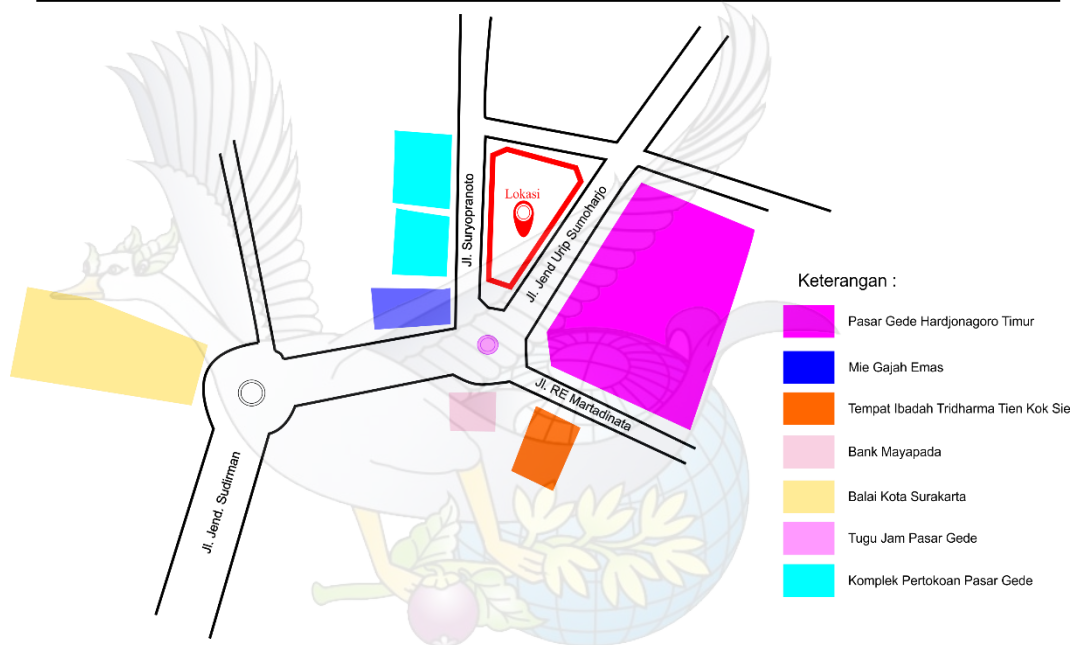 Lokasi
Jl. Suryopranoto
Jl. Jend Urip Sumoharjo
Jl. RE Martadinata
Jl. Jend. Sudirman
Keterangan :
Pasar Gede Hardjonagoro Timur
Mie Gajah Emas
Tempat Ibadah Tridharma Tien Kok Sie
Bank Mayapada
Balai Kota Surakarta
Tugu Jam Pasar Gede
Komplek Pertokoan Pasar Gede